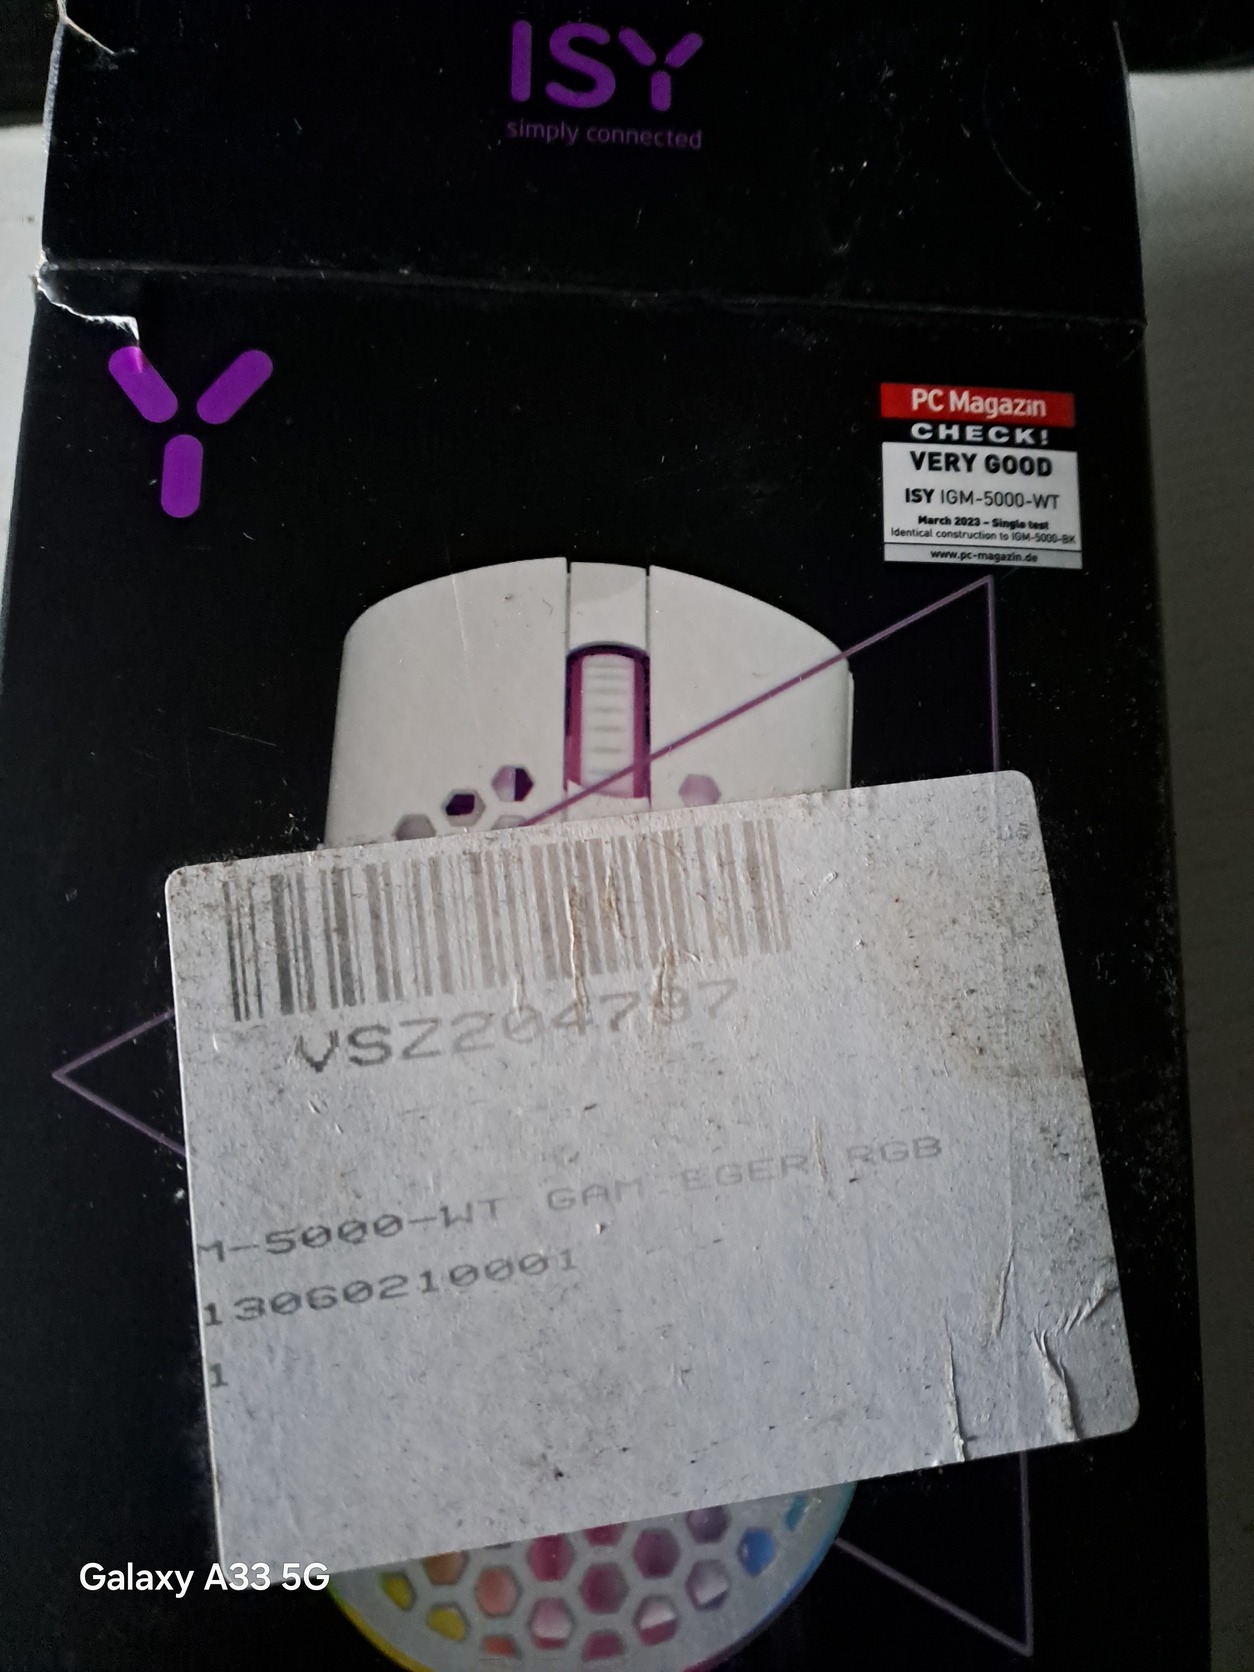 ISY
simply connected
PC Magazin
CHECK!
VERY GOOD
ISY IGM-5000-WT
March 2023 – Single test
Identical construction to IGM-5000-BK
www.pc-magazin.de
VSZ204797
M-5000-WT GAM EGER RGB
13060210001
1
Galaxy A33 5G